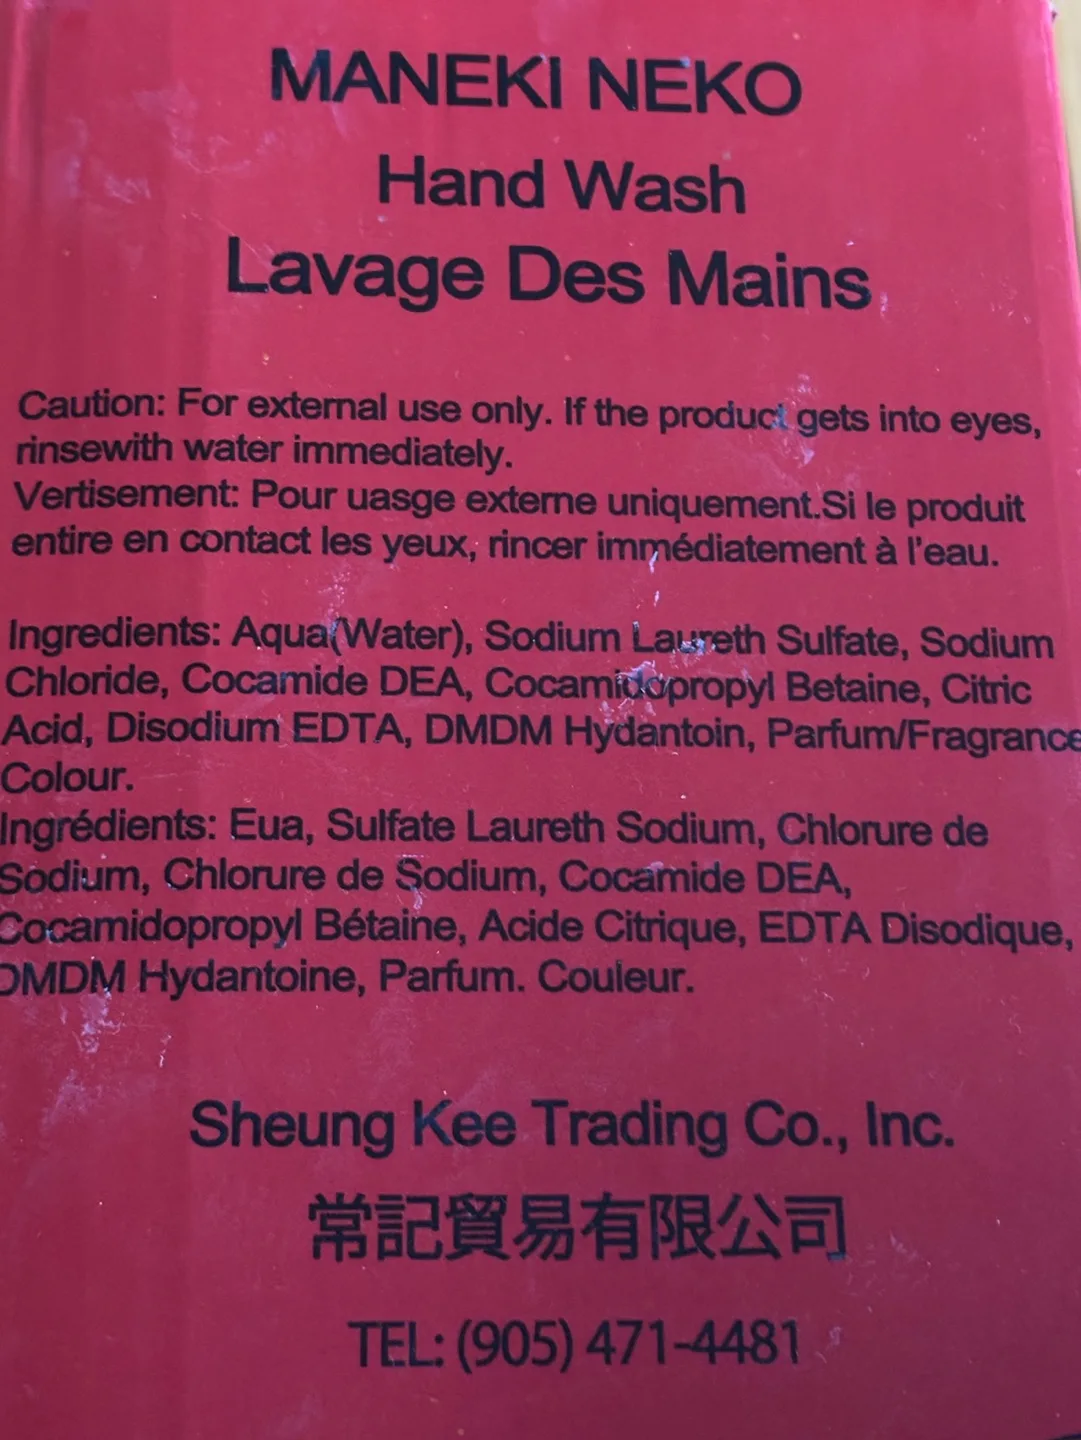 MANEKI NEKO
Hand Wash
Lavage Des Mains
Caution: For external use only. If the product gets into eyes,
rinsewith water immediately.
Vertisement: Pour uasge externe uniquement.Si le produit
entire en contact les yeux, rincer immédiatement à l'eau.
Ingredients: Aqua(Water), Sodium Laureth Sulfate, Sodium
Chloride, Cocamide DEA, Cocamidopropyl Betaine, Citric
Acid, Disodium EDTA, DMDM Hydantoin, Parfum/Fragrance
Colour.
Ingrédients: Eua, Sulfate Laureth Sodium, Chlorure de
Sodium, Chlorure de Sodium, Cocamide DEA,
Cocamidopropyl Bétaine, Acide Citrique, EDTA Disodique,
DMDM Hydantoine, Parfum. Couleur.
Sheung Kee Trading Co., Inc.
常記貿易有限公司
TEL: (905) 471-4481